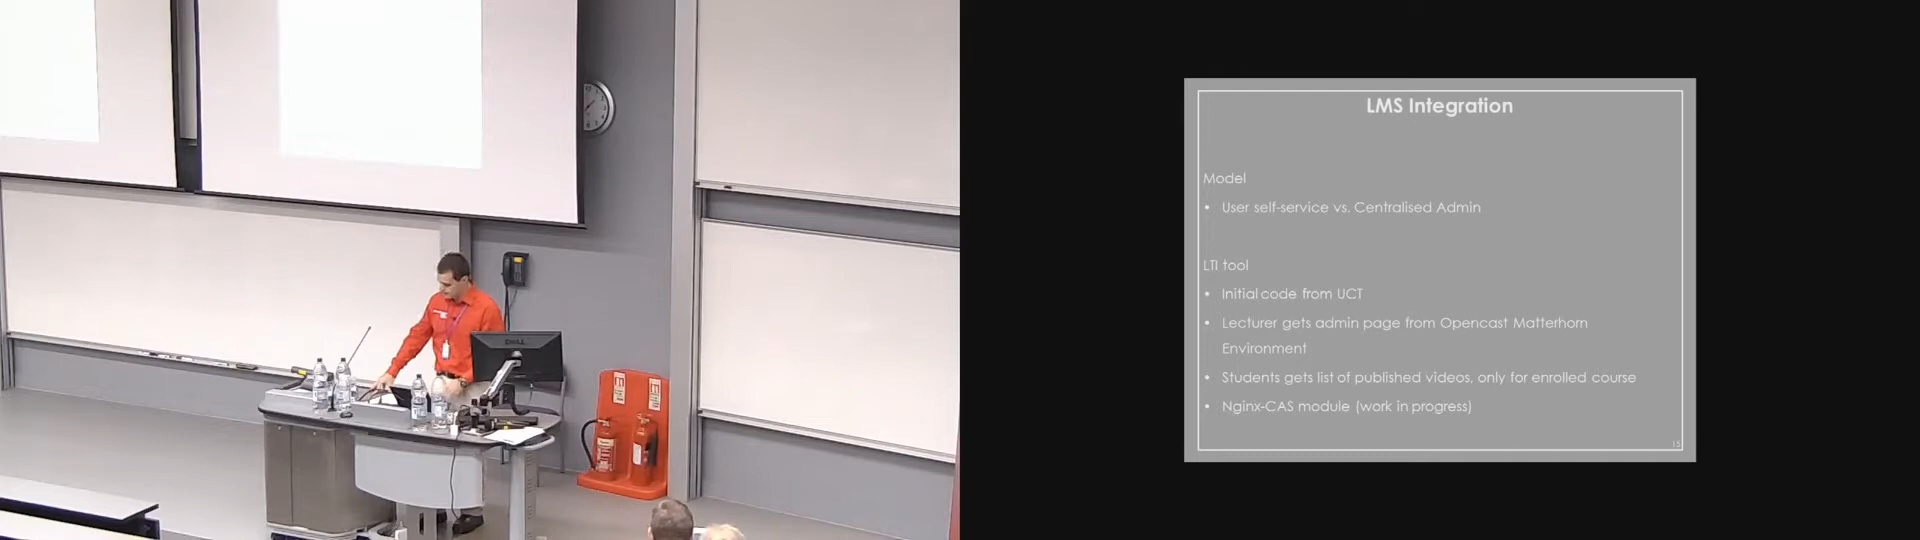 LMS Integration
Model
• User self-service vs. Centralised Admin
LTI tool
• Initial code from UCT
• Lecturer gets admin page from Opencast Matterhorn
Environment
• Students gets list of published videos, only for enrolled course
• Nginx-CAS module (work in progress)
15
DELL